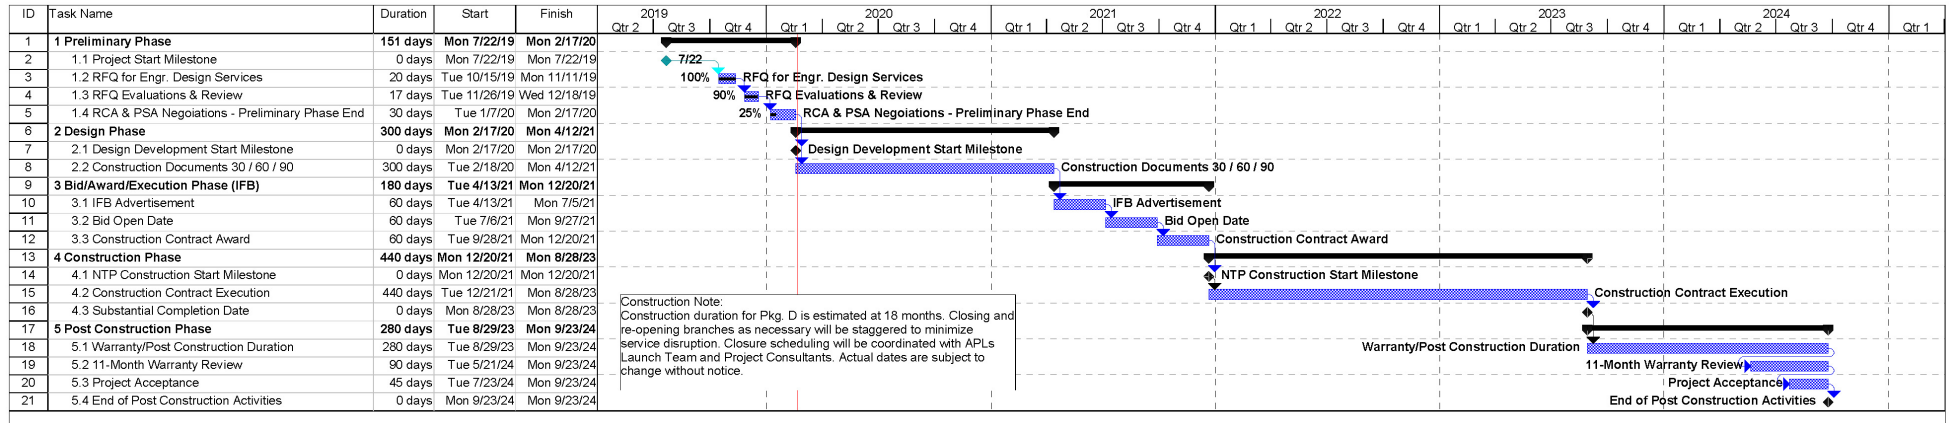 ID Task Name Duration Start Finish 2019 2020 2021 2022 2023 2024
Qtr 2 Qtr 3 Qtr 4 Qtr 1 Qtr 2 Qtr 3 Qtr 4 Qtr 1 Qtr 2 Qtr 3 Qtr 4 Qtr 1 Qtr 2 Qtr 3 Qtr 4 Qtr 1 Qtr 2 Qtr 3 Qtr 4 Qtr 1 Qtr 2 Qtr 3 Qtr 4 Qtr 1
1 1 Preliminary Phase 151 days Mon 7/22/19 Mon 2/17/20
2 1.1 Project Start Milestone 0 days Mon 7/22/19 Mon 7/22/19 7/22
3 1.2 RFQ for Engr. Design Services 20 days Tue 10/15/19 Mon 11/11/19 100% RFQ for Engr. Design Services
4 1.3 RFQ Evaluations & Review 17 days Tue 11/26/19 Wed 12/18/19 90% RFQ Evaluations & Review
5 1.4 RCA & PSA Negoiations - Preliminary Phase End 30 days Tue 1/7/20 Mon 2/17/20 25% RCA & PSA Negoiations - Preliminary Phase End
6 2 Design Phase 300 days Mon 2/17/20 Mon 4/12/21
7 2.1 Design Development Start Milestone 0 days Mon 2/17/20 Mon 2/17/20 Design Development Start Milestone
8 2.2 Construction Documents 30 / 60 / 90 300 days Tue 2/18/20 Mon 4/12/21 Construction Documents 30 / 60 / 90
9 3 Bid/Award/Execution Phase (IFB) 180 days Tue 4/13/21 Mon 12/20/21
10 3.1 IFB Advertisement 60 days Tue 4/13/21 Mon 7/5/21 IFB Advertisement
11 3.2 Bid Open Date 60 days Tue 7/6/21 Mon 9/27/21 Bid Open Date
12 3.3 Construction Contract Award 60 days Tue 9/28/21 Mon 12/20/21 Construction Contract Award
13 4 Construction Phase 440 days Mon 12/20/21 Mon 8/28/23
14 4.1 NTP Construction Start Milestone 0 days Mon 12/20/21 Mon 12/20/21 NTP Construction Start Milestone
15 4.2 Construction Contract Execution 440 days Tue 12/21/21 Mon 8/28/23 Construction Contract Execution
16 4.3 Substantial Completion Date 0 days Mon 8/28/23 Mon 8/28/23
17 5 Post Construction Phase 280 days Tue 8/29/23 Mon 9/23/24
18 5.1 Warranty/Post Construction Duration 280 days Tue 8/29/23 Mon 9/23/24 Warranty/Post Construction Duration
19 5.2 11-Month Warranty Review 90 days Tue 5/21/24 Mon 9/23/24 11-Month Warranty Review
20 5.3 Project Acceptance 45 days Tue 7/23/24 Mon 9/23/24 Project Acceptance
21 5.4 End of Post Construction Activities 0 days Mon 9/23/24 Mon 9/23/24 End of Post Construction Activities
Construction Note:
Construction duration for Pkg. D is estimated at 18 months. Closing and
re-opening branches as necessary will be staggered to minimize
service disruption. Closure scheduling will be coordinated with APLs
Launch Team and Project Consultants. Actual dates are subject to
change without notice.